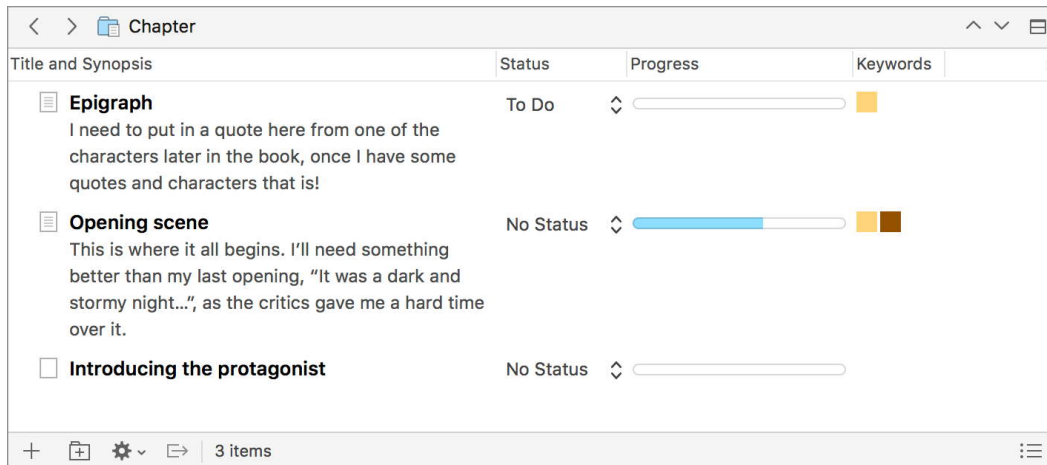 Chapter
Title and Synopsis Status Progress Keywords
Epigraph To Do
I need to put in a quote here from one of the
characters later in the book, once I have some
quotes and characters that is!
Opening scene No Status
This is where it all begins. I’ll need something
better than my last opening, “It was a dark and
stormy night...”, as the critics gave me a hard time
over it.
Introducing the protagonist No Status
3 items